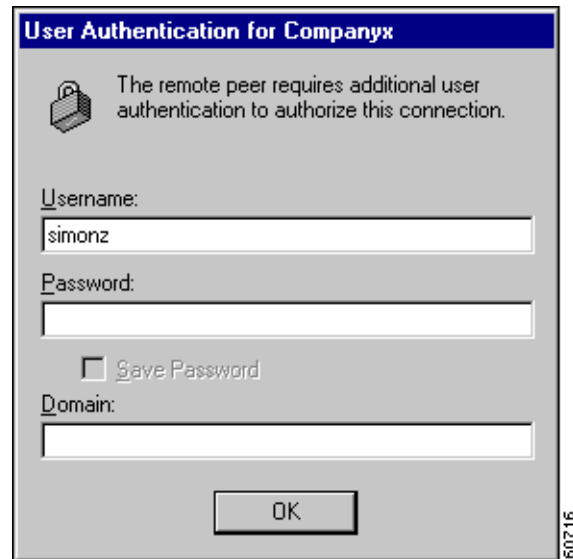 User Authentication for Companyx
The remote peer requires additional user
authentication to authorize this connection.
Username:
simonz
Password:
Save Password
Domain:
OK
60716